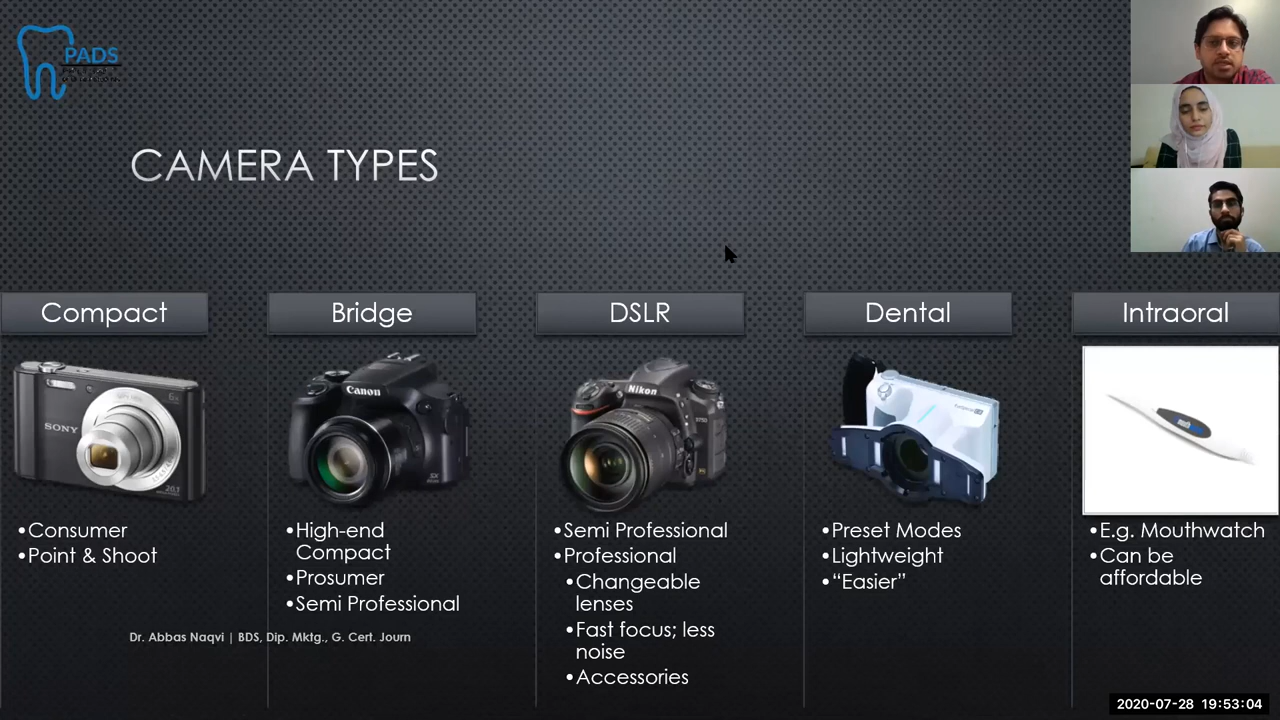 PADS
CAMERA TYPES
Compact
SONY
•Consumer
•Point & Shoot
Bridge
Canon
•High-end
Compact
•Prosumer
•Semi Professional
DSLR
Nikon
•Semi Professional
•Professional
•Changeable
lenses
•Fast focus; less
noise
•Accessories
Dental
•Preset Modes
•Lightweight
•“Easier”
Intraoral
•E.g. Mouthwatch
•Can be
affordable
Dr. Abbas Naqvi | BDS, Dip. Mktg., G. Cert. Journ
2020-07-28 19:53:04